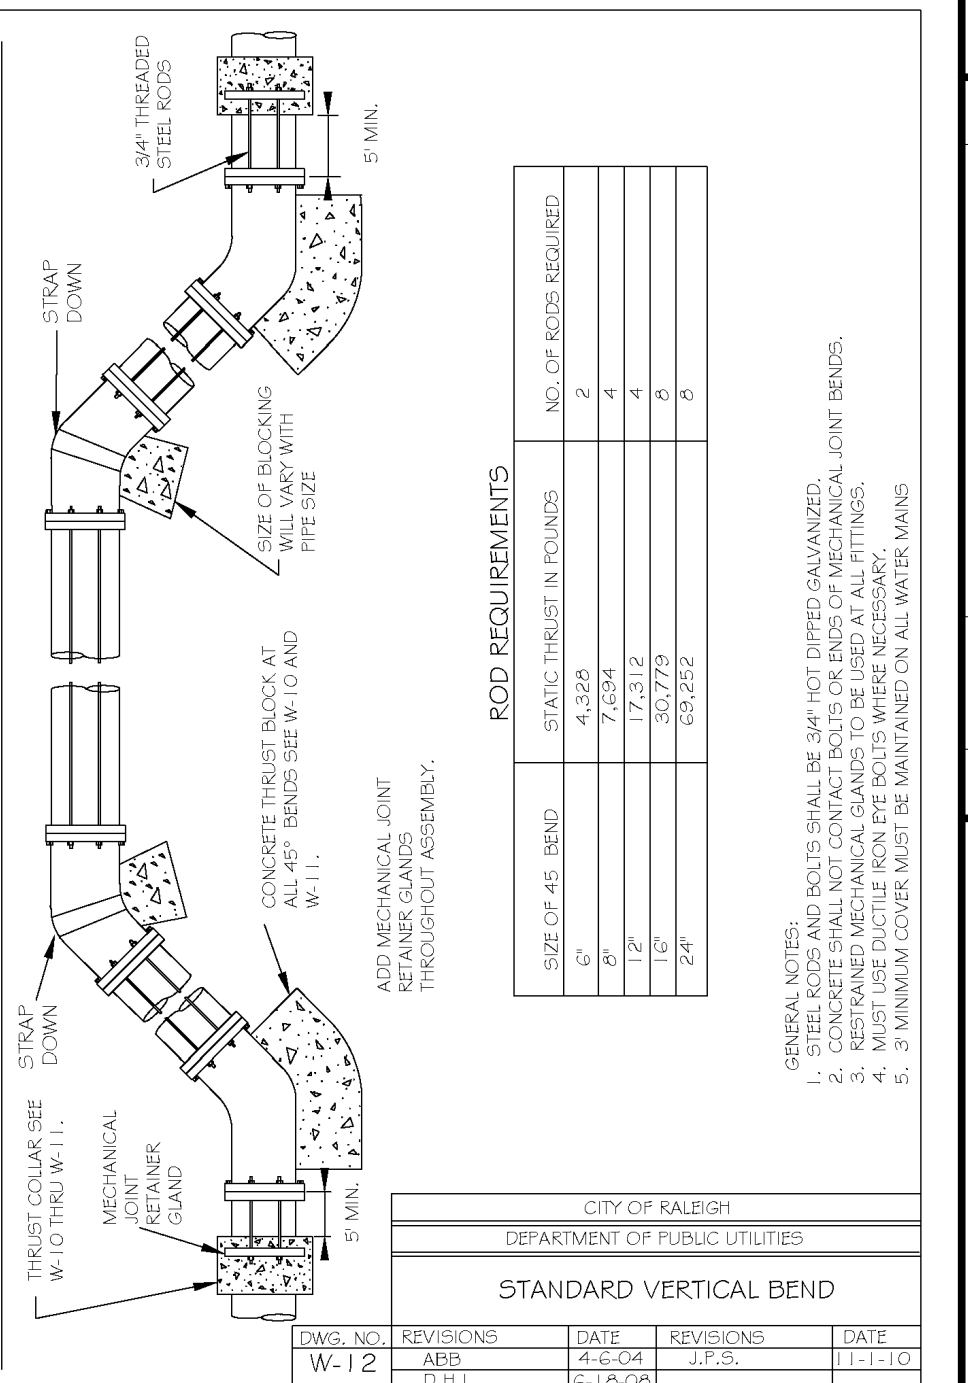 THRUST COLLAR SEE
W-10 THRU W-11.
STRAP
DOWN
MECHANICAL
JOINT
RETAINER
GLAND
5' MIN.
CONCRETE THRUST BLOCK AT
ALL 45° BENDS SEE W-10 AND
W-11.
ADD MECHANICAL JOINT
RETAINER GLANDS
THROUGHOUT ASSEMBLY.
STRAP
DOWN
SIZE OF BLOCKING
WILL VARY WITH
PIPE SIZE
3/4" THREADED
STEEL RODS
5' MIN.
ROD REQUIREMENTS
SIZE OF 45 BEND STATIC THRUST IN POUNDS NO. OF RODS REQUIRED
6" 4,328 2
8" 7,694 4
12" 17,312 4
16" 30,779 8
24" 69,252 8
GENERAL NOTES:
1. STEEL RODS AND BOLTS SHALL BE 3/4" HOT DIPPED GALVANIZED.
2. CONCRETE SHALL NOT CONTACT BOLTS OR ENDS OF MECHANICAL JOINT BENDS.
3. RESTRAINED MECHANICAL GLANDS TO BE USED AT ALL FITTINGS.
4. MUST USE DUCTILE IRON EYE BOLTS WHERE NECESSARY.
5. 3' MINIMUM COVER MUST BE MAINTAINED ON ALL WATER MAINS
CITY OF RALEIGH
DEPARTMENT OF PUBLIC UTILITIES
STANDARD VERTICAL BEND
DWG. NO. REVISIONS DATE REVISIONS DATE
W-12 ABB 4-6-04 J.P.S. 11-1-10
6-18-08